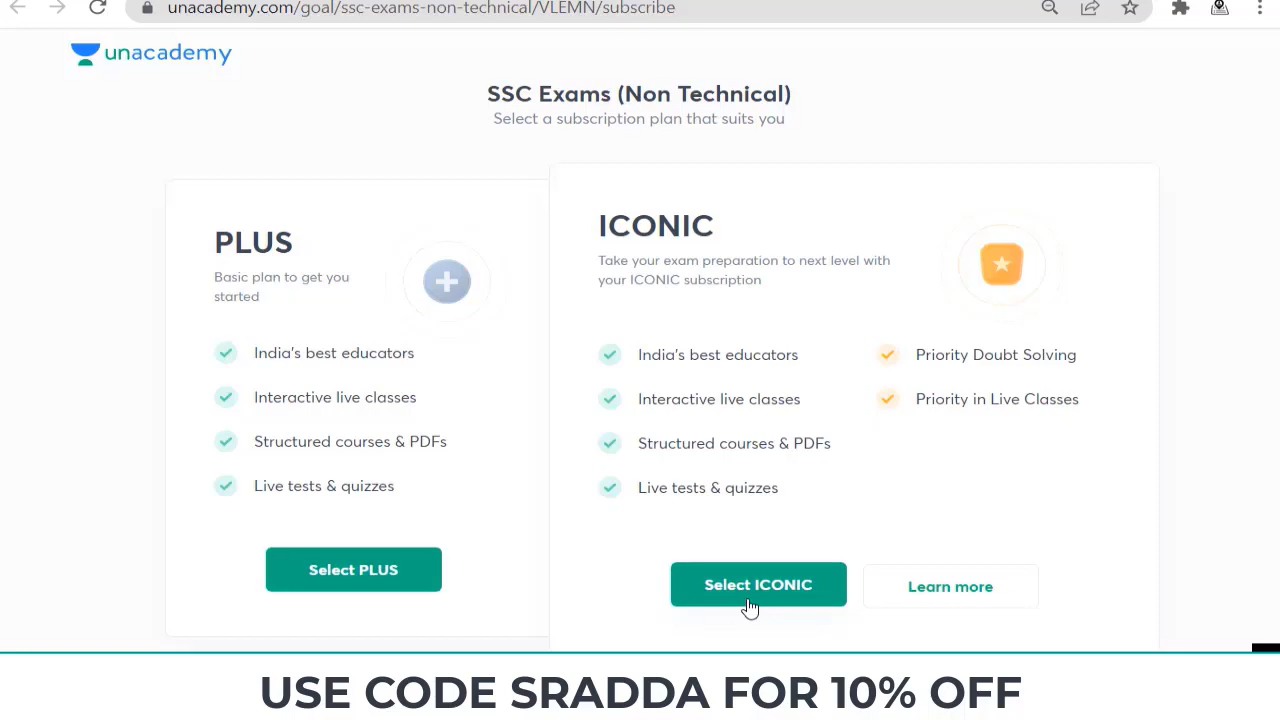 unacademy.com/goal/ssc-exams-non-technical/VLEMN/subscribe
unacademy
SSC Exams (Non Technical)
Select a subscription plan that suits you
PLUS
Basic plan to get you
started
India's best educators
Interactive live classes
Structured courses & PDFs
Live tests & quizzes
Select PLUS
ICONIC
Take your exam preparation to next level with
your ICONIC subscription
India's best educators
Interactive live classes
Structured courses & PDFs
Live tests & quizzes
Priority Doubt Solving
Priority in Live Classes
Select ICONIC
Learn more
USE CODE SRADDA FOR 10% OFF